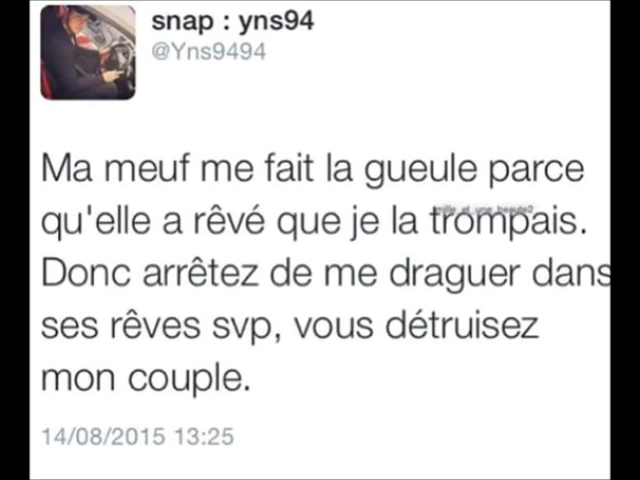 snap : yns94
@Yns9494
Ma meuf me fait la gueule parce
qu'elle a rêvé que je la trompais.
Donc arrêtez de me draguer dans
ses rêves svp, vous détruisez
mon couple.
14/08/2015 13:25